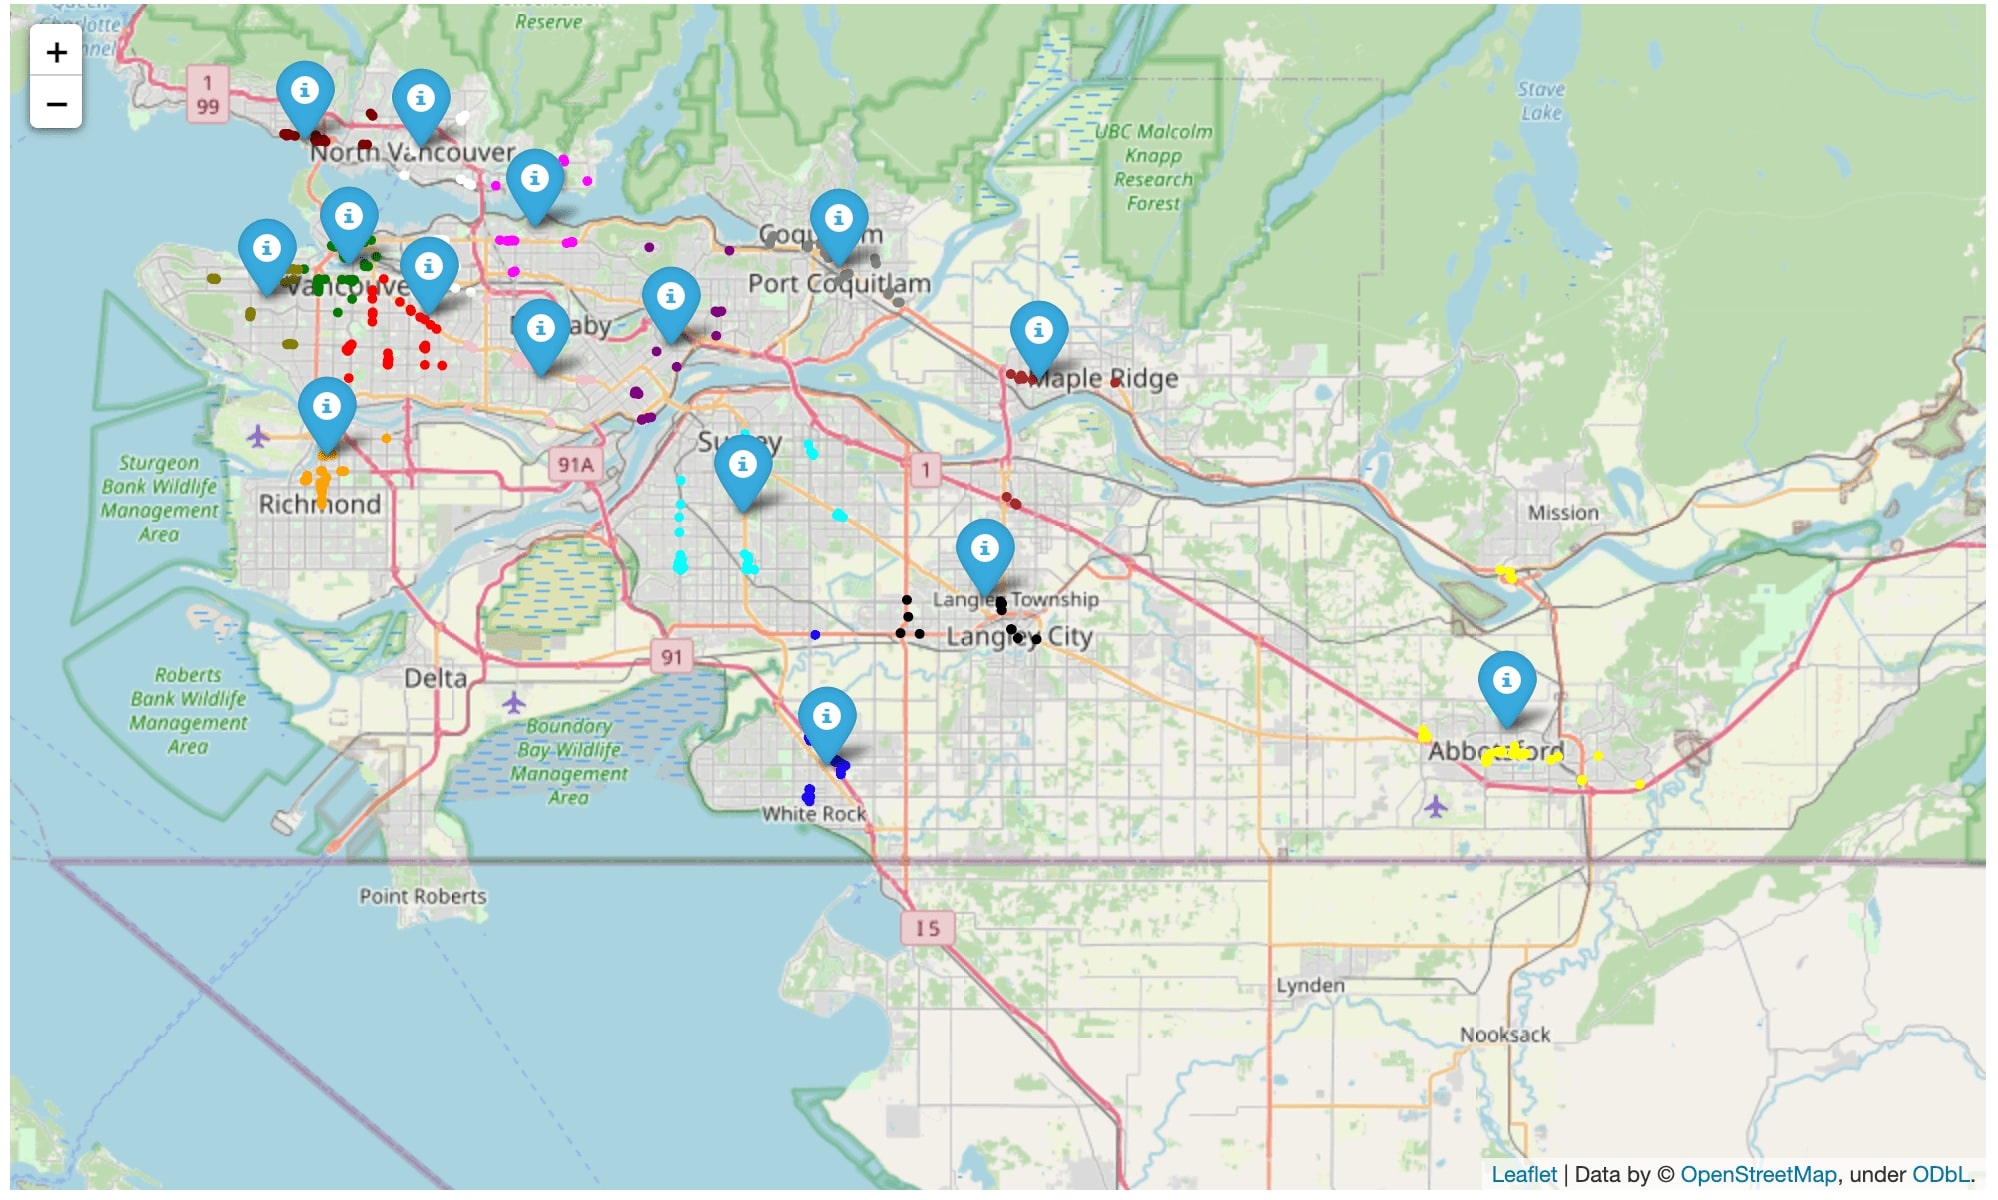 Queen
Charlotte
Channel
Conservation
Reserve
+
−
1
99
Stave
Lake
UBC Malcolm
Knapp
Research
Forest
North Vancouver
Coquitlam
Port Coquitlam
Vancouver
Burnaby
Maple Ridge
Surrey
91A
1
Sturgeon
Bank Wildlife
Management
Area
Richmond
Mission
Langley Township
Langley City
91
Delta
Roberts
Bank Wildlife
Management
Area
Boundary
Bay Wildlife
Management
Area
Abbotsford
White Rock
Point Roberts
I 5
Lynden
Nooksack
Leaflet | Data by © OpenStreetMap, under ODbL.